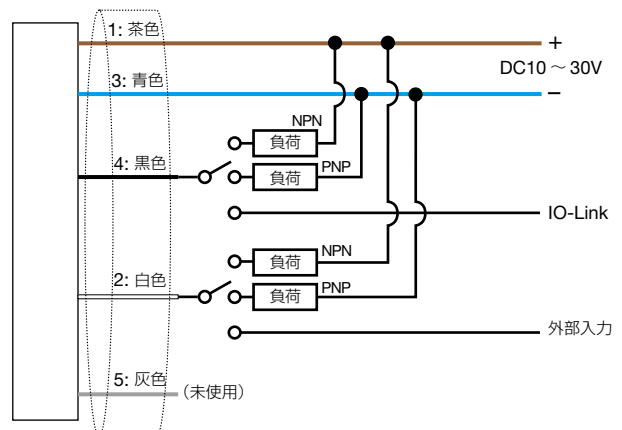 1: 茶色
+
DC10 ～ 30V
3: 青色
−
NPN
負荷
4: 黒色
PNP
負荷
IO-Link
NPN
負荷
2: 白色
PNP
負荷
外部入力
5: 灰色
（未使用）